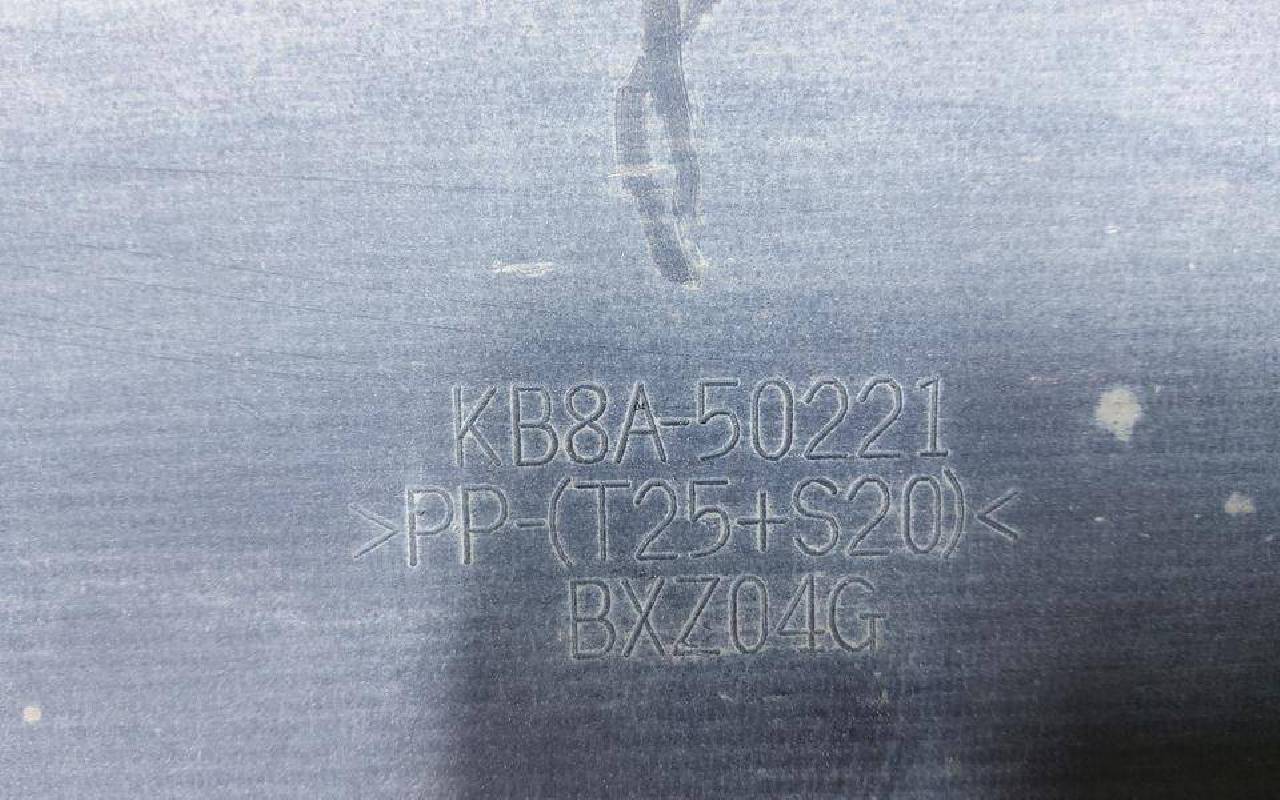 KB8A-50221
>PP-(T25+S20)<
BXZ04G